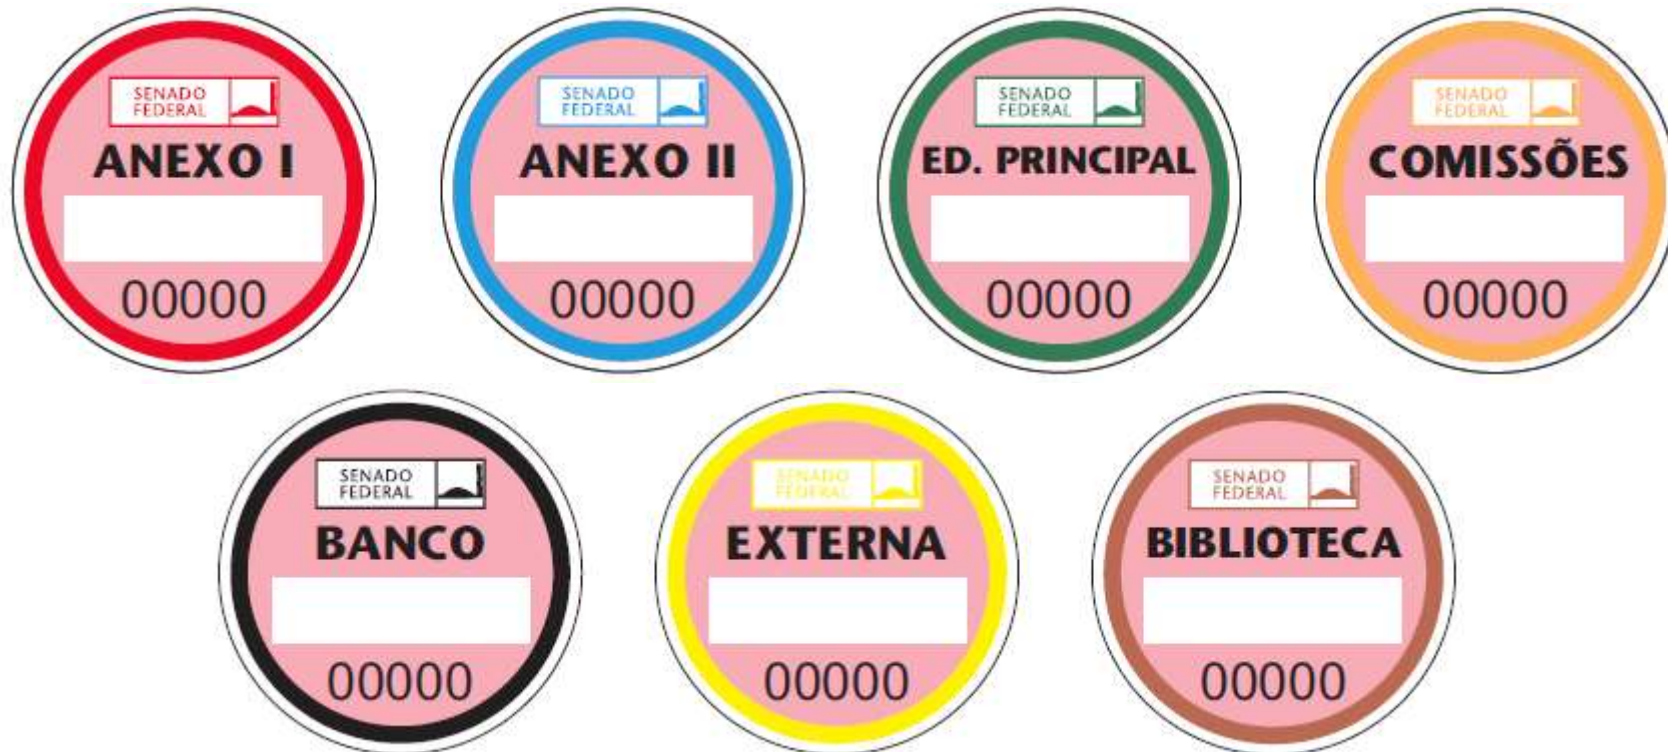 SENADO
FEDERAL
ANEXO I
00000
SENADO
FEDERAL
ANEXO II
00000
SENADO
FEDERAL
ED. PRINCIPAL
00000
SENADO
FEDERAL
COMISSÕES
00000
SENADO
FEDERAL
BANCO
00000
SENADO
FEDERAL
EXTERNA
00000
SENADO
FEDERAL
BIBLIOTECA
00000